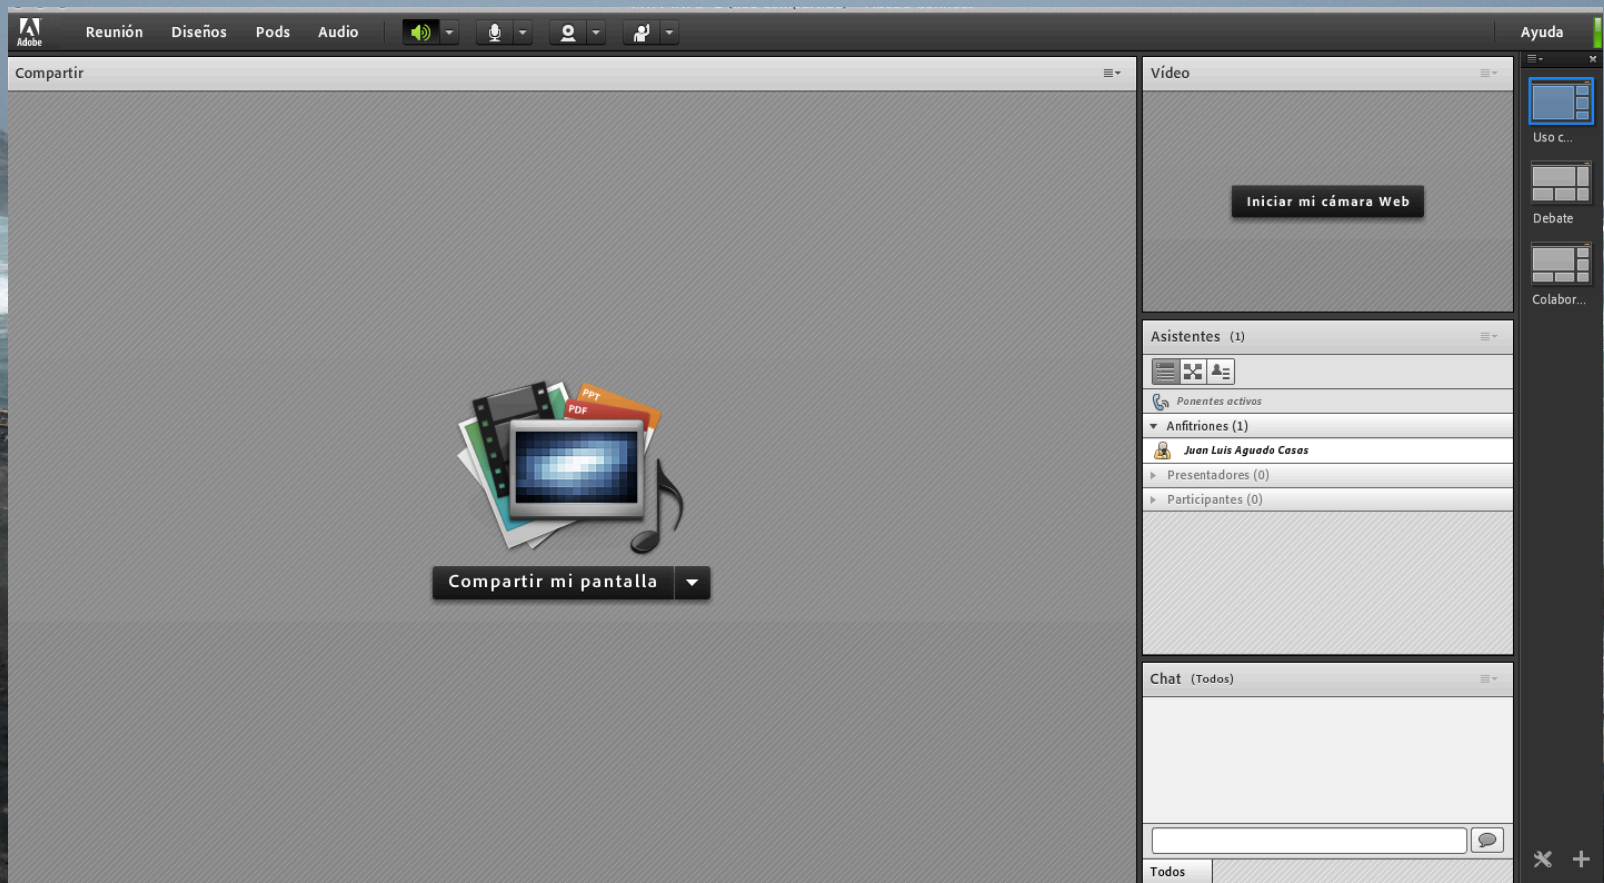 Adobe
Reunión Diseños Pods Audio
Ayuda
Compartir
PPT
PDF
Compartir mi pantalla
Vídeo
Iniciar mi cámara Web
Asistentes (1)
Ponentes activos
Anfitriones (1)
Juan Luis Aguado Casas
Presentadores (0)
Participantes (0)
Chat (Todos)
Todos
Uso c...
Debate
Colabor...